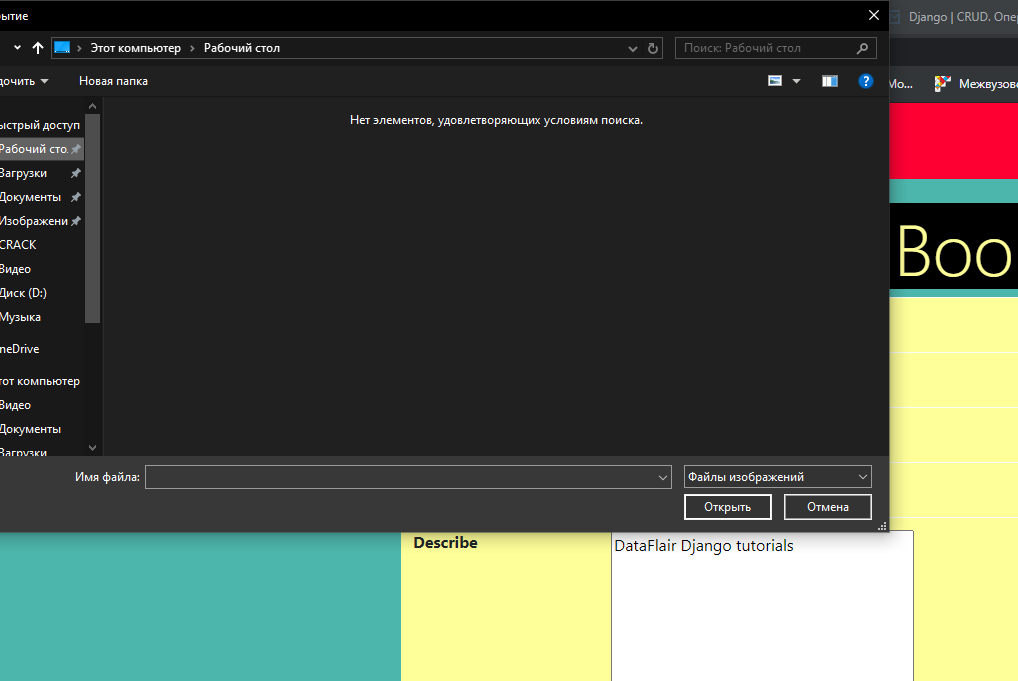 ытие
Django | CRUD. Опер
Этот компьютер > Рабочий стол
Поиск: Рабочий стол
дочить
Новая папка
Мо...
Межвузовс
Нет элементов, удовлетворяющих условиям поиска.
ыстрый доступ
Рабочий сто.
Загрузки
Документы
Изображени
CRACK
Видео
Диск (D:)
Музыка
neDrive
тот компьютер
Видео
Документы
Загрузки
Boo
Имя файла:
Файлы изображений
Открыть
Отмена
Describe
DataFlair Django tutorials